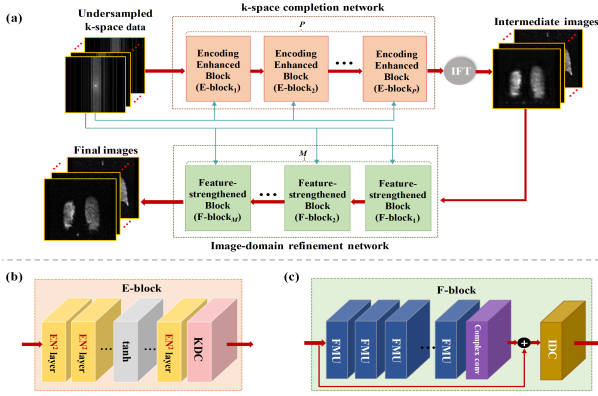 (a)
Undersampled
k-space data
k-space completion network
P
Encoding
Enhanced
Block
(E-block₁)
Encoding
Enhanced
Block
(E-block₂)
...
Encoding
Enhanced
Block
(E-blockP)
IFT
Intermediate images
Final images
M
Feature-
strengthened
Block
(F-blockM)
...
Feature-
strengthened
Block
(F-block₂)
Feature-
strengthened
Block
(F-block₁)
Image-domain refinement network
(b)
E-block
EN² layer
EN² layer
...
tanh
...
EN² layer
KDC
(c)
F-block
FMU
FMU
FMU
...
FMU
Complex conv
+
IDC